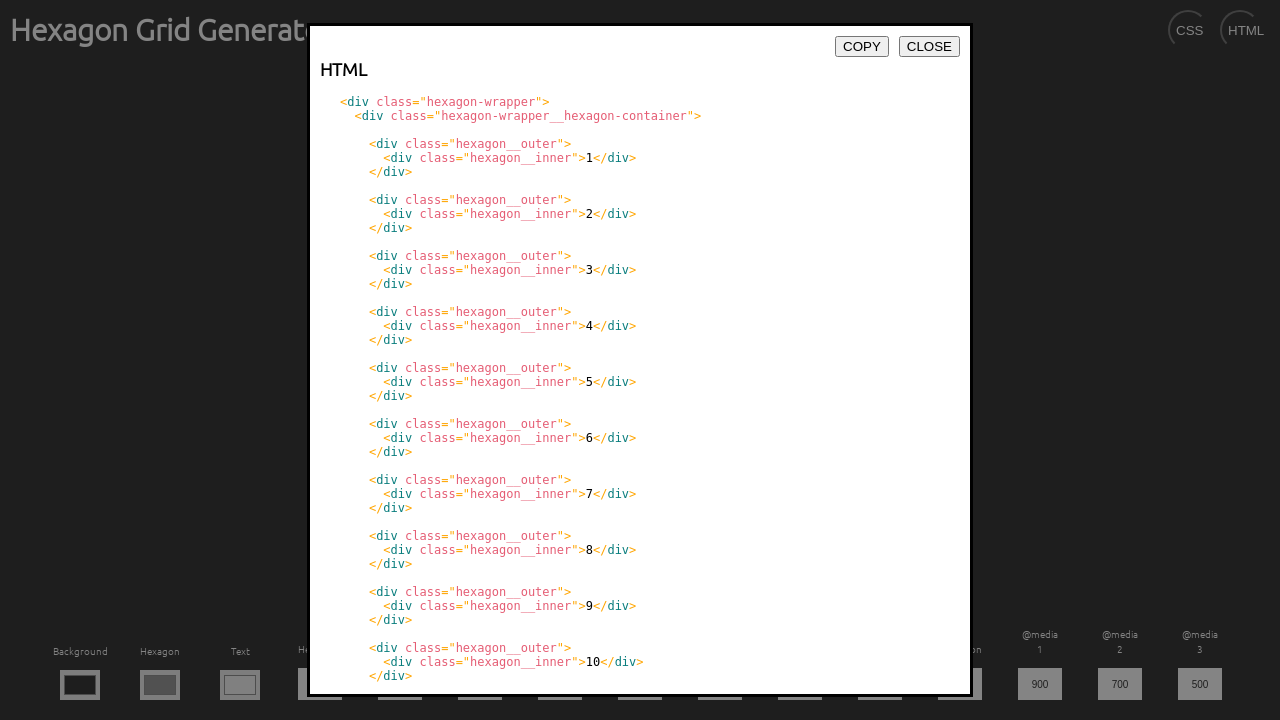 Hexagon Grid Generato
CSS
HTML
COPY
CLOSE
HTML
<div class="hexagon-wrapper">
<div class="hexagon-wrapper__hexagon-container">
<div class="hexagon__outer">
<div class="hexagon__inner">1</div>
</div>
<div class="hexagon__outer">
<div class="hexagon__inner">2</div>
</div>
<div class="hexagon__outer">
<div class="hexagon__inner">3</div>
</div>
<div class="hexagon__outer">
<div class="hexagon__inner">4</div>
</div>
<div class="hexagon__outer">
<div class="hexagon__inner">5</div>
</div>
<div class="hexagon__outer">
<div class="hexagon__inner">6</div>
</div>
<div class="hexagon__outer">
<div class="hexagon__inner">7</div>
</div>
<div class="hexagon__outer">
<div class="hexagon__inner">8</div>
</div>
<div class="hexagon__outer">
<div class="hexagon__inner">9</div>
</div>
<div class="hexagon__outer">
<div class="hexagon__inner">10</div>
</div>
Background
Hexagon
Text
@media
1
@media
2
@media
3
900
700
500